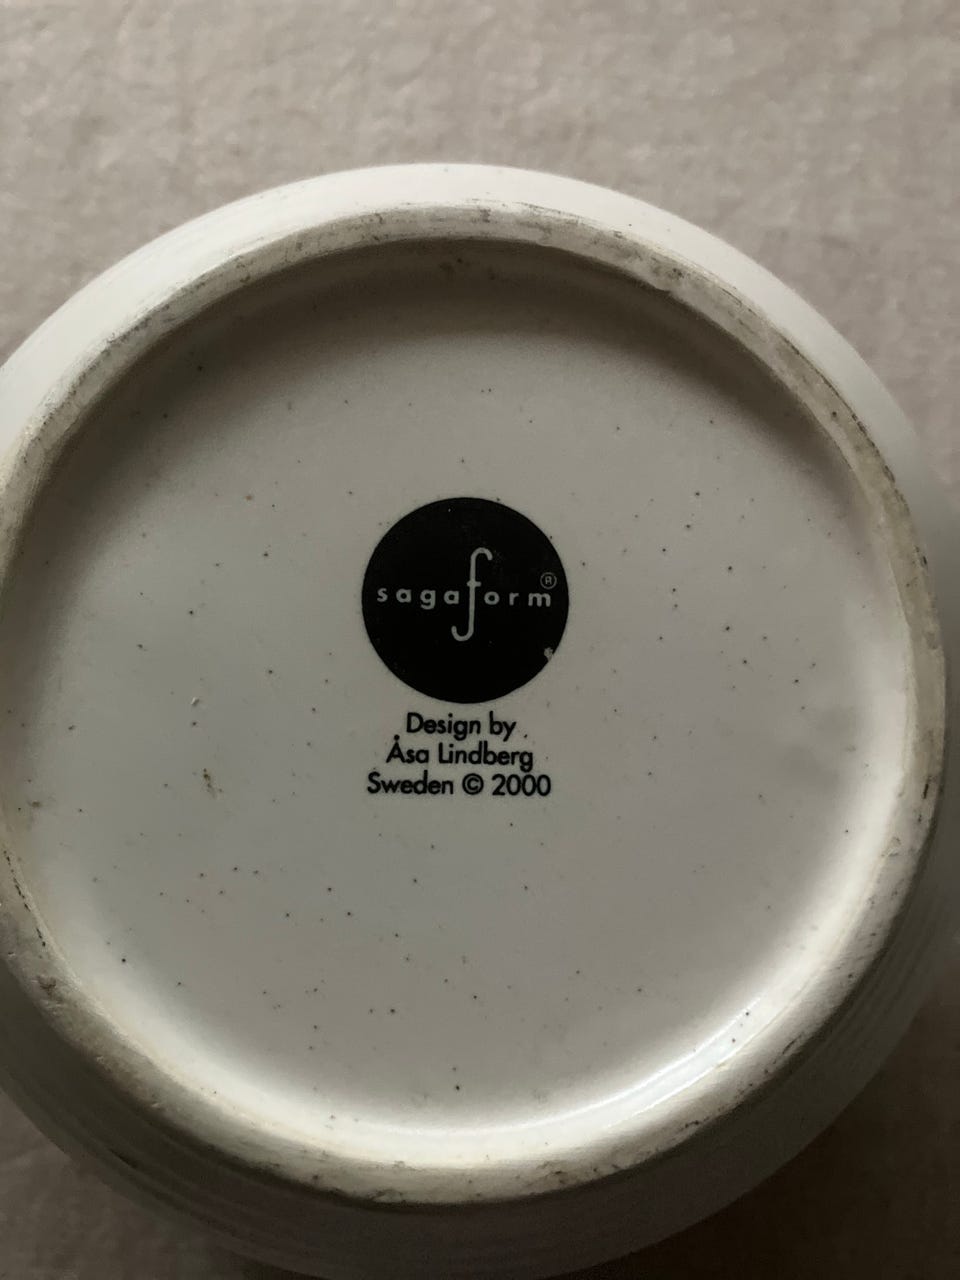 sagaform®
Design by
Åsa Lindberg
Sweden © 2000